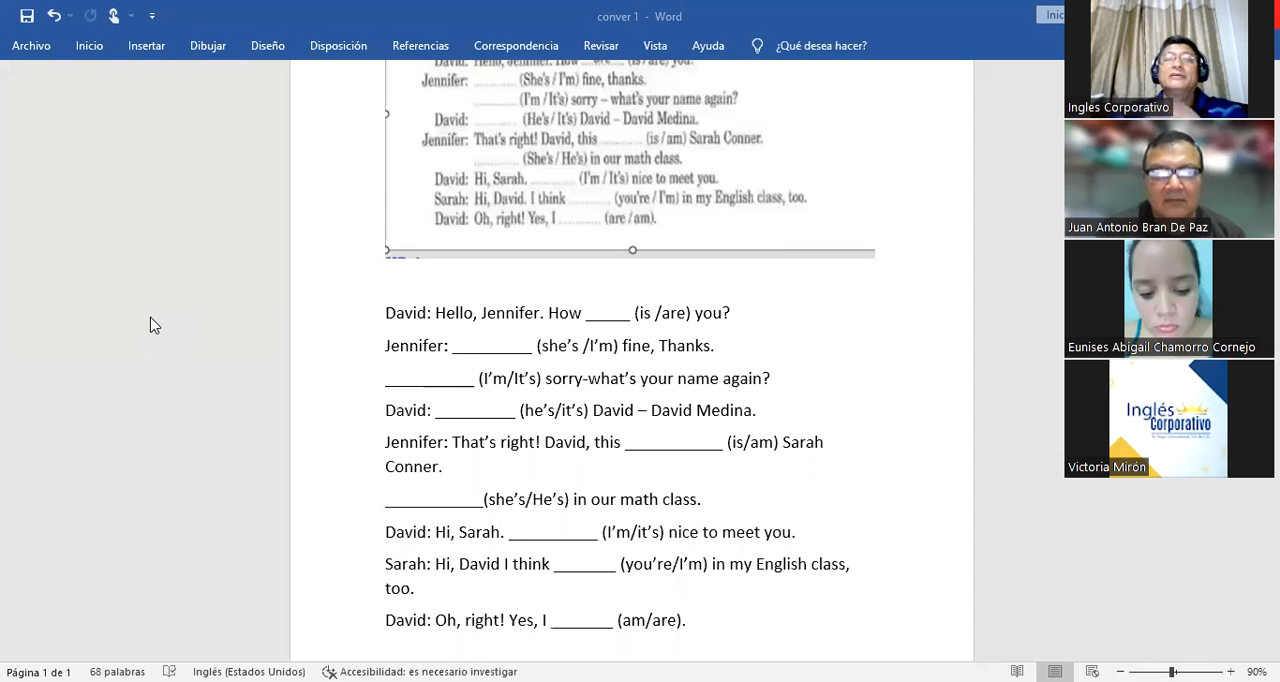 conver 1 - Word
Inic
Archivo Inicio Insertar Dibujar Diseño Disposición Referencias Correspondencia Revisar Vista Ayuda ¿Qué desea hacer?
David: Hello, Jennifer. How (is / are) you?
Jennifer: ........ (She's / I'm) fine, thanks.
........ (I'm / It's) sorry – what's your name again?
David: ........ (He's / It's) David – David Medina.
Jennifer: That's right! David, this ........ (is / am) Sarah Conner.
........ (She's / He's) in our math class.
David: Hi, Sarah. ........ (I'm / It's) nice to meet you.
Sarah: Hi, David. I think ........ (you're / I'm) in my English class, too.
David: Oh, right! Yes, I ........ (are / am).
David: Hello, Jennifer. How _____ (is /are) you?
Jennifer: _________ (she's /I'm) fine, Thanks.
__________ (I'm/It's) sorry-what's your name again?
David: _________ (he's/it's) David – David Medina.
Jennifer: That's right! David, this ___________ (is/am) Sarah
Conner.
___________(she's/He's) in our math class.
David: Hi, Sarah. __________ (I'm/it's) nice to meet you.
Sarah: Hi, David I think _______ (you're/I'm) in my English class,
too.
David: Oh, right! Yes, I _______ (am/are).
Página 1 de 1 68 palabras Inglés (Estados Unidos) Accesibilidad: es necesario investigar 90%
Ingles Corporativo
Juan Antonio Bran De Paz
Eunises Abigail Chamorro Cornejo
Inglés
Corporativo
Victoria Mirón